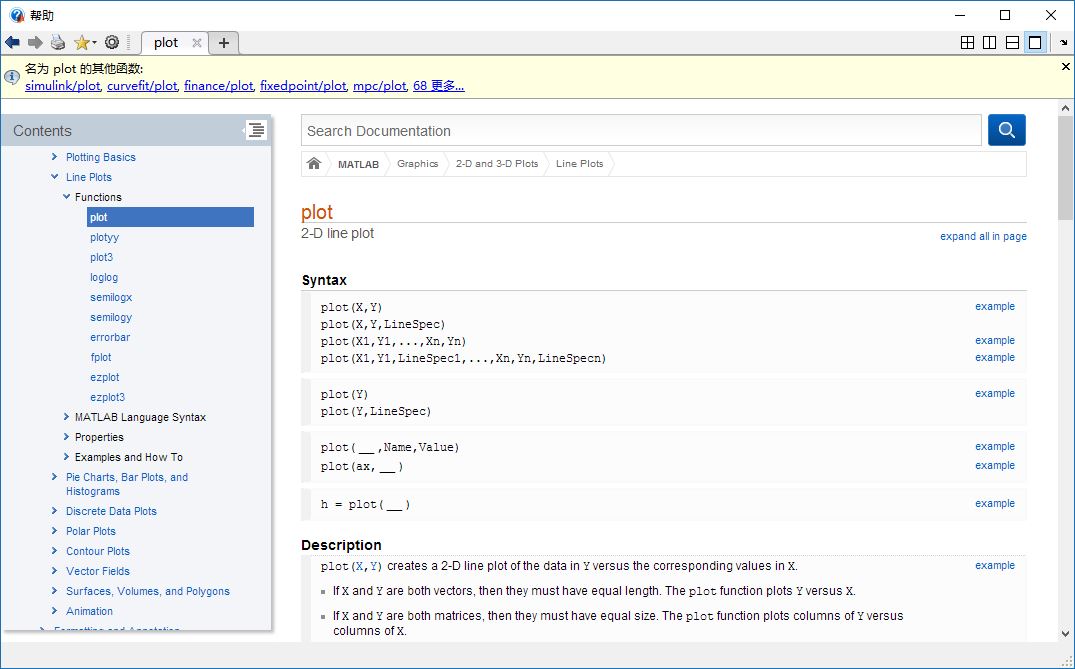 帮助
plot
名为 plot 的其他函数:
simulink/plot, curvefit/plot, finance/plot, fixedpoint/plot, mpc/plot, 68 更多...
Contents
Plotting Basics
Line Plots
Functions
plot
plotyy
plot3
loglog
semilogx
semilogy
errorbar
fplot
ezplot
ezplot3
MATLAB Language Syntax
Properties
Examples and How To
Pie Charts, Bar Plots, and
Histograms
Discrete Data Plots
Polar Plots
Contour Plots
Vector Fields
Surfaces, Volumes, and Polygons
Animation
Formatting and Annotation
Search Documentation
MATLAB Graphics 2-D and 3-D Plots Line Plots
plot
2-D line plot
expand all in page
Syntax
plot(X,Y) example
plot(X,Y,LineSpec)
plot(X1,Y1,...,Xn,Yn) example
plot(X1,Y1,LineSpec1,...,Xn,Yn,LineSpecn) example
plot(Y) example
plot(Y,LineSpec)
plot(__,Name,Value) example
plot(ax,__) example
h = plot(__) example
Description
plot(X,Y) creates a 2-D line plot of the data in Y versus the corresponding values in X. example
If X and Y are both vectors, then they must have equal length. The plot function plots Y versus X.
If X and Y are both matrices, then they must have equal size. The plot function plots columns of Y versus
columns of X.